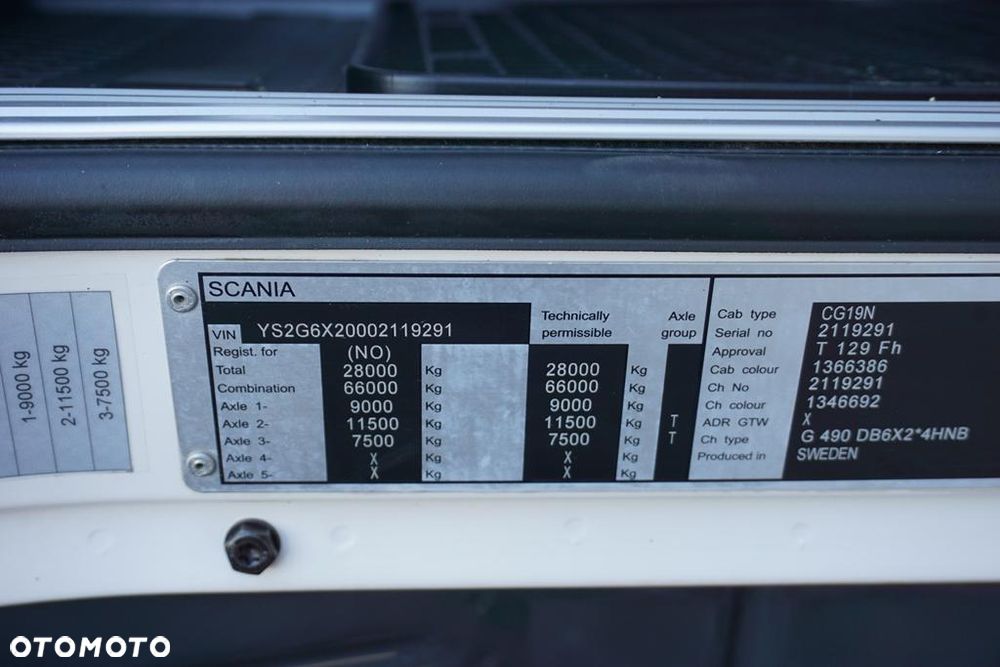 1-9000 kg
2-11500 kg
3-7500 kg
SCANIA
VIN YS2G6X20002119291
Technically permissible
Axle group
Regist. for (NO)
Total 28000 Kg 28000 Kg
Combination 66000 Kg 66000 Kg
Axle 1- 9000 Kg 9000 Kg
Axle 2- 11500 Kg 11500 Kg T
Axle 3- 7500 Kg 7500 Kg T
Axle 4- X Kg X Kg
Axle 5- X Kg X Kg
Cab type CG19N
Serial no 2119291
Approval T 129 Fh
Cab colour 1366386
Ch No 2119291
Ch colour 1346692
ADR GTW X
Ch type G 490 DB6X2*4HNB
Produced in SWEDEN
OTOMOTO